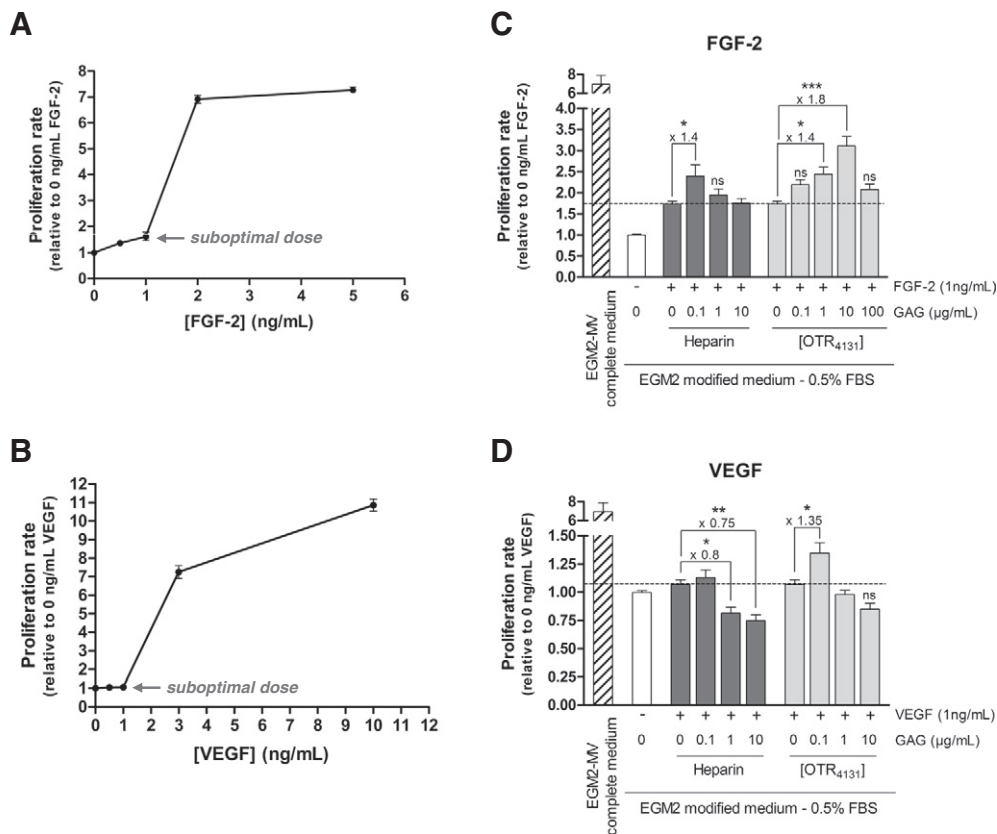 A
Proliferation rate
(relative to 0 ng/mL FGF-2)
8
7
6
5
4
3
2
1
0
suboptimal dose
0 1 2 3 4 5 6
[FGF-2] (ng/mL)
B
Proliferation rate
(relative to 0 ng/mL VEGF)
12
11
10
9
8
7
6
5
4
3
2
1
0
suboptimal dose
0 1 2 3 4 5 6 7 8 9 10 11 12
[VEGF] (ng/mL)
C
FGF-2
Proliferation rate
(relative to 0 ng/mL FGF-2)
8
6
4.0
3.5
3.0
2.5
2.0
1.5
1.0
0.5
0.0
*
x 1.4
ns
***
x 1.8
*
x 1.4
ns
ns
- + + + + + + + + + FGF-2 (1ng/mL)
0 0 0.1 1 10 0 0.1 1 10 100 GAG (µg/mL)
Heparin [OTR4131]
EGM2-MV
complete medium
EGM2 modified medium - 0.5% FBS
D
VEGF
Proliferation rate
(relative to 0 ng/mL VEGF)
8
6
1.50
1.25
1.00
0.75
0.50
0.25
0.00
**
x 0.75
*
x 0.8
*
x 1.35
ns
- + + + + + + + + VEGF (1ng/mL)
0 0 0.1 1 10 0 0.1 1 10 GAG (µg/mL)
Heparin [OTR4131]
EGM2-MV
complete medium
EGM2 modified medium - 0.5% FBS